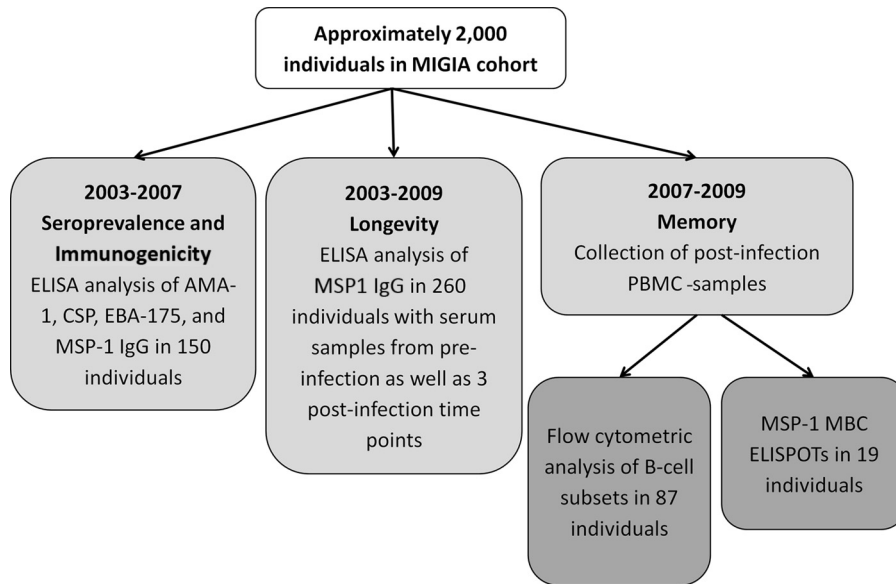 Approximately 2,000
individuals in MIGIA cohort
2003-2007
Seroprevalence and
Immunogenicity
ELISA analysis of AMA-
1, CSP, EBA-175, and
MSP-1 IgG in 150
individuals
2003-2009
Longevity
ELISA analysis of
MSP1 IgG in 260
individuals with serum
samples from pre-
infection as well as 3
post-infection time
points
2007-2009
Memory
Collection of post-infection
PBMC -samples
Flow cytometric
analysis of B-cell
subsets in 87
individuals
MSP-1 MBC
ELISPOTs in 19
individuals